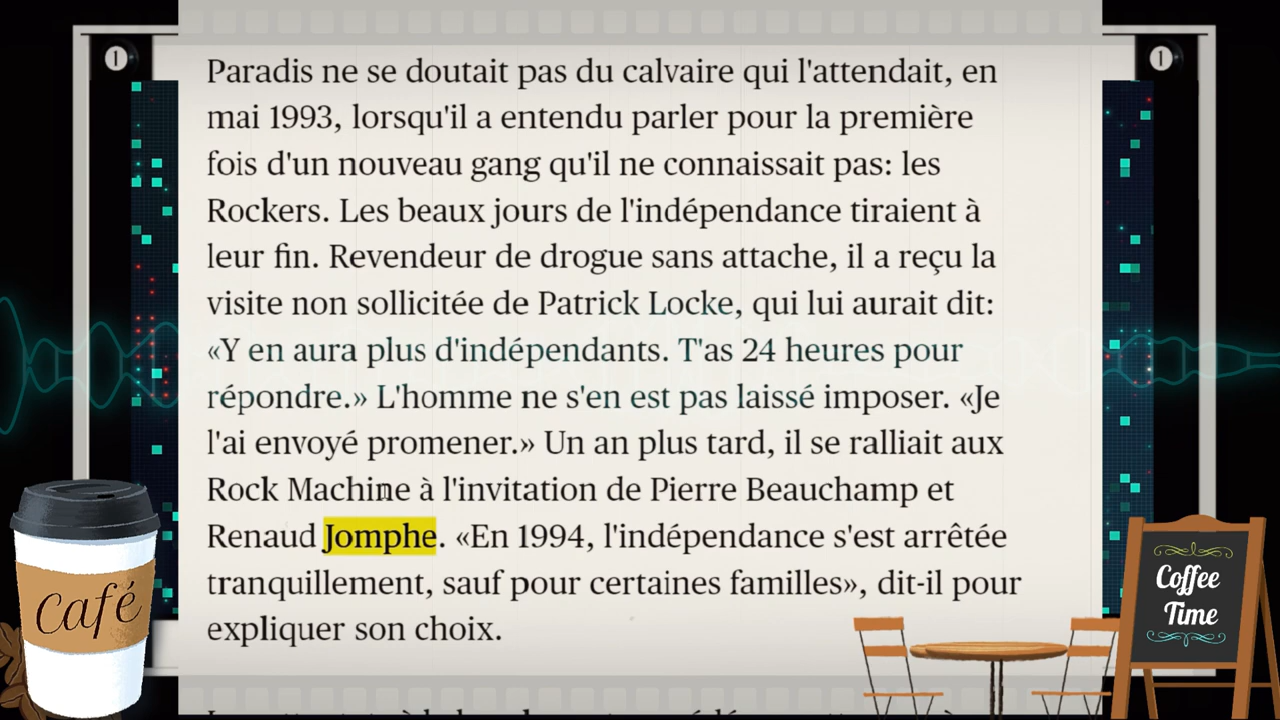 Paradis ne se doutait pas du calvaire qui l'attendait, en
mai 1993, lorsqu'il a entendu parler pour la première
fois d'un nouveau gang qu'il ne connaissait pas: les
Rockers. Les beaux jours de l'indépendance tiraient à
leur fin. Revendeur de drogue sans attache, il a reçu la
visite non sollicitée de Patrick Locke, qui lui aurait dit:
«Y en aura plus d'indépendants. T'as 24 heures pour
répondre.» L'homme ne s'en est pas laissé imposer. «Je
l'ai envoyé promener.» Un an plus tard, il se ralliait aux
Rock Machine à l'invitation de Pierre Beauchamp et
Renaud Jomphe. «En 1994, l'indépendance s'est arrêtée
tranquillement, sauf pour certaines familles», dit-il pour
expliquer son choix.
1
1
Café
Coffee
Time